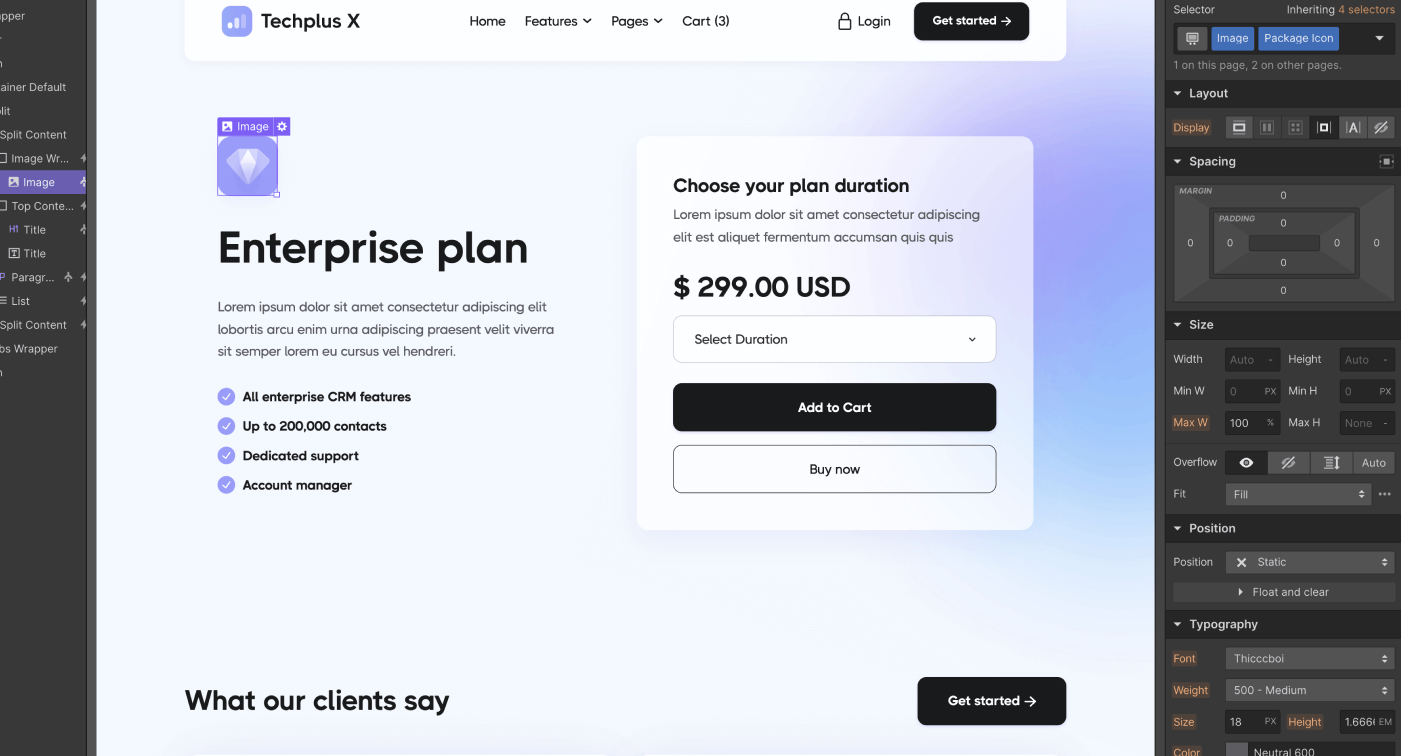 Techplus X
Home Features Pages Cart (3)
Login
Get started →
ainer Default
Split Content
Image Wr...
Image
Top Conte...
H1 Title
Title
Paragr...
List
Split Content
bs Wrapper
Image
Enterprise plan
Lorem ipsum dolor sit amet consectetur adipiscing elit
lobortis arcu enim urna adipiscing praesent velit viverra
sit semper lorem eu cursus vel hendreri.
All enterprise CRM features
Up to 200,000 contacts
Dedicated support
Account manager
Choose your plan duration
Lorem ipsum dolor sit amet consectetur adipiscing
elit est aliquet fermentum accumsan quis quis
$ 299.00 USD
Select Duration
Add to Cart
Buy now
What our clients say
Get started →
Selector Inheriting 4 selectors
Image Package Icon
1 on this page, 2 on other pages.
Layout
Display
Spacing
MARGIN
0
PADDING
0
0 0 0 0
0
0
Size
Width Auto - Height Auto -
Min W 0 PX Min H 0 PX
Max W 100 % Max H None -
Overflow Auto
Fit Fill
Position
Position Static
Float and clear
Typography
Font Thicccboi
Weight 500 - Medium
Size 18 PX Height 1.666 EM
Color Neutral 600